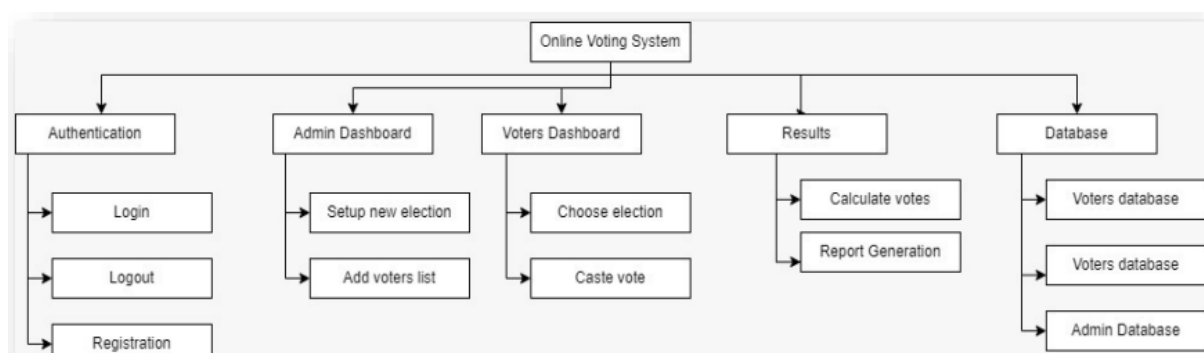 Online Voting System
Authentication
Admin Dashboard
Voters Dashboard
Results
Database
Login
Logout
Registration
Setup new election
Add voters list
Choose election
Caste vote
Calculate votes
Report Generation
Voters database
Voters database
Admin Database